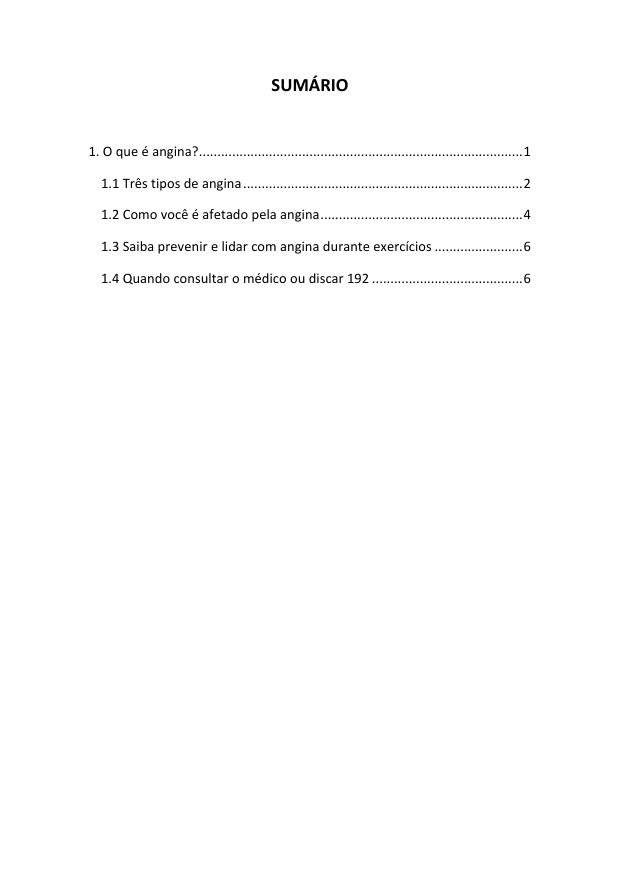 SUMÁRIO
1. O que é angina?......................................................................................1
1.1 Três tipos de angina...........................................................................2
1.2 Como você é afetado pela angina......................................................4
1.3 Saiba prevenir e lidar com angina durante exercícios .......................6
1.4 Quando consultar o médico ou discar 192 ........................................6